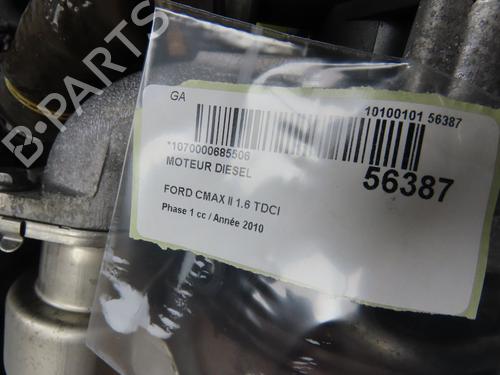 B-PARTS
GA
10100101 56387
*1070000685506
56387
MOTEUR DIESEL
FORD CMAX II 1.6 TDCI
Phase 1 cc / Année 2010